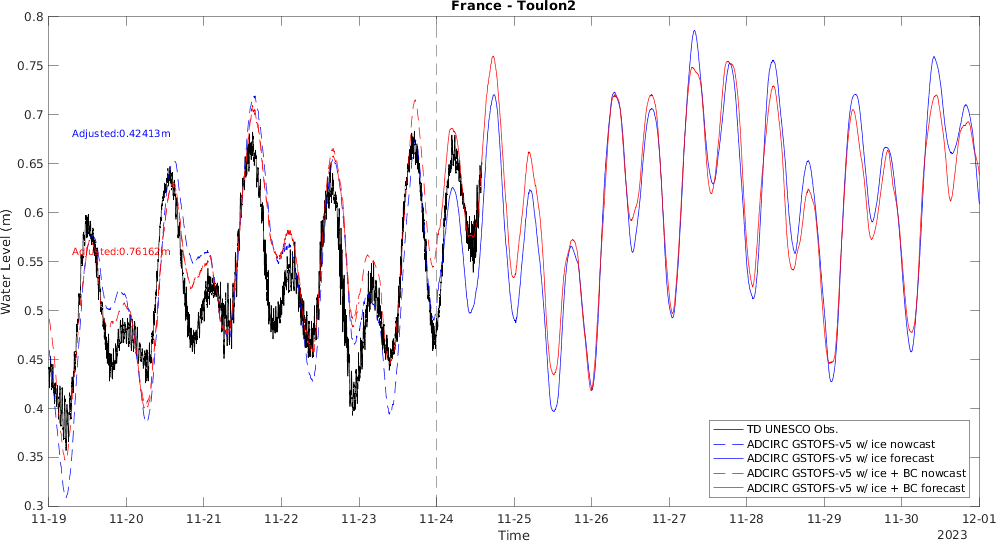 France - Toulon2
Water Level (m)
0.8
0.75
0.7
0.65
0.6
0.55
0.5
0.45
0.4
0.35
0.3
Adjusted:0.42413m
Adjusted:0.76162m
TD UNESCO Obs.
ADCIRC GSTOFS-v5 w/ ice nowcast
ADCIRC GSTOFS-v5 w/ ice forecast
ADCIRC GSTOFS-v5 w/ ice + BC nowcast
ADCIRC GSTOFS-v5 w/ ice + BC forecast
11-19 11-20 11-21 11-22 11-23 11-24 11-25 11-26 11-27 11-28 11-29 11-30 12-01
Time
2023